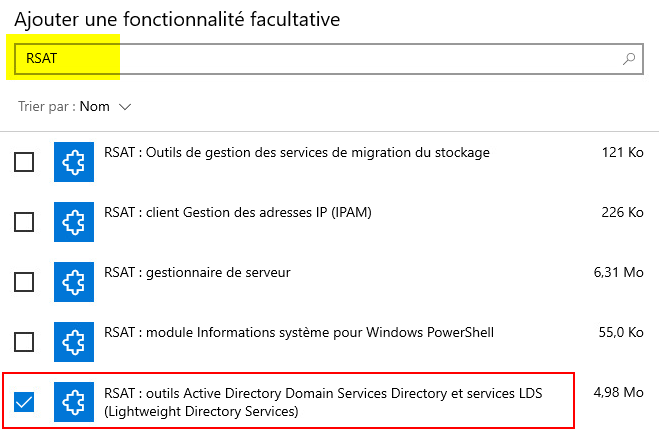 Ajouter une fonctionnalité facultative
RSAT
Trier par : Nom
RSAT : Outils de gestion des services de migration du stockage 121 Ko
RSAT : client Gestion des adresses IP (IPAM) 226 Ko
RSAT : gestionnaire de serveur 6,31 Mo
RSAT : module Informations système pour Windows PowerShell 55,0 Ko
RSAT : outils Active Directory Domain Services Directory et services LDS 4,98 Mo
(Lightweight Directory Services)